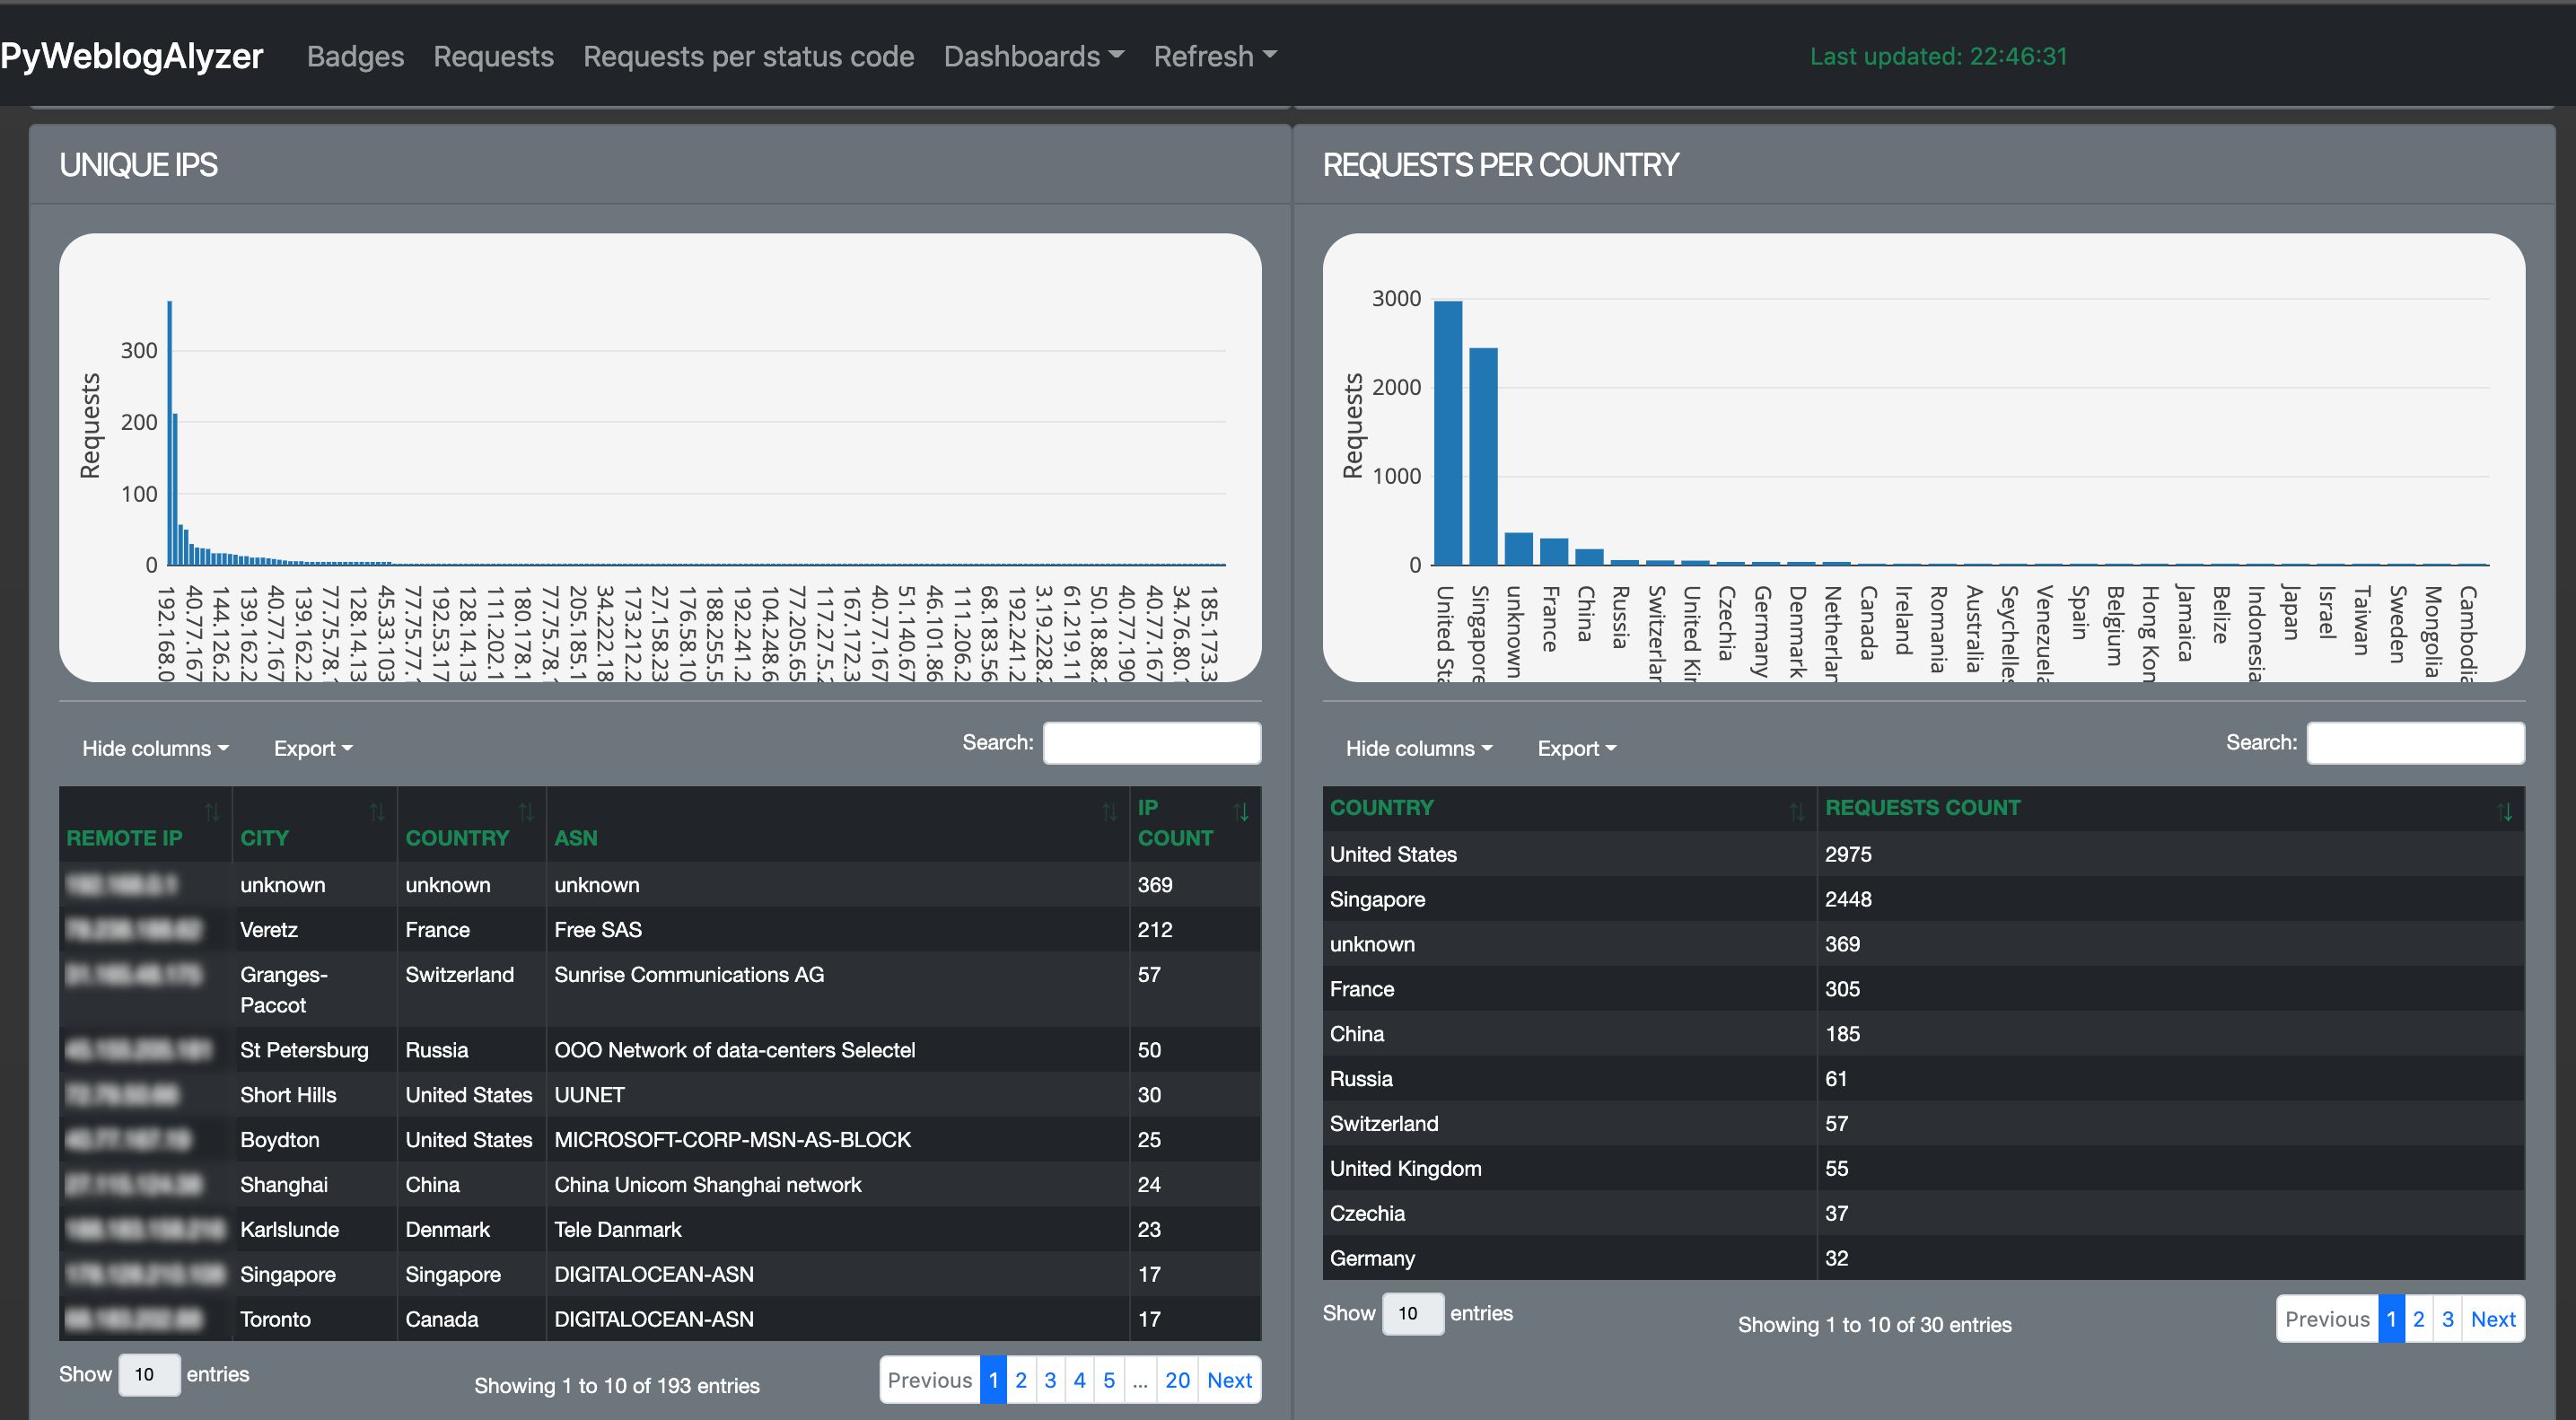 PyWeblogAlyzer Badges Requests Requests per status code Dashboards Refresh Last updated: 22:46:31
UNIQUE IPS
Requests
300
200
100
0
192.168.0
40.77.167
144.126.2
139.162.2
40.77.167
139.162.2
77.75.78.
128.14.13
45.33.103
77.75.77.
192.53.17
128.14.13
111.202.1
180.178.1
77.75.78.
205.185.1
34.222.18
173.212.2
27.158.23
176.58.10
188.255.5
192.241.2
104.248.6
77.205.65
117.27.5.
167.172.3
40.77.167
51.140.67
46.101.86
111.206.2
68.183.56
192.241.2
3.19.228.
61.219.11
50.18.88.
40.77.190
40.77.167
34.76.80.
185.173.3
Hide columns Export Search:
REMOTE IP CITY COUNTRY ASN IP COUNT
unknown unknown unknown 369
Veretz France Free SAS 212
Granges-Paccot Switzerland Sunrise Communications AG 57
St Petersburg Russia OOO Network of data-centers Selectel 50
Short Hills United States UUNET 30
Boydton United States MICROSOFT-CORP-MSN-AS-BLOCK 25
Shanghai China China Unicom Shanghai network 24
Karlslunde Denmark Tele Danmark 23
Singapore Singapore DIGITALOCEAN-ASN 17
Toronto Canada DIGITALOCEAN-ASN 17
Show 10 entries Showing 1 to 10 of 193 entries Previous 1 2 3 4 5 ... 20 Next
REQUESTS PER COUNTRY
Requests
3000
2000
1000
0
United Sta
Singapore
unknown
France
China
Russia
Switzerlan
United Kin
Czechia
Germany
Denmark
Netherlan
Canada
Ireland
Romania
Australia
Seychelles
Venezuela
Spain
Belgium
Hong Kon
Jamaica
Belize
Indonesia
Japan
Israel
Taiwan
Sweden
Mongolia
Cambodia
Hide columns Export Search:
COUNTRY REQUESTS COUNT
United States 2975
Singapore 2448
unknown 369
France 305
China 185
Russia 61
Switzerland 57
United Kingdom 55
Czechia 37
Germany 32
Show 10 entries Showing 1 to 10 of 30 entries Previous 1 2 3 Next